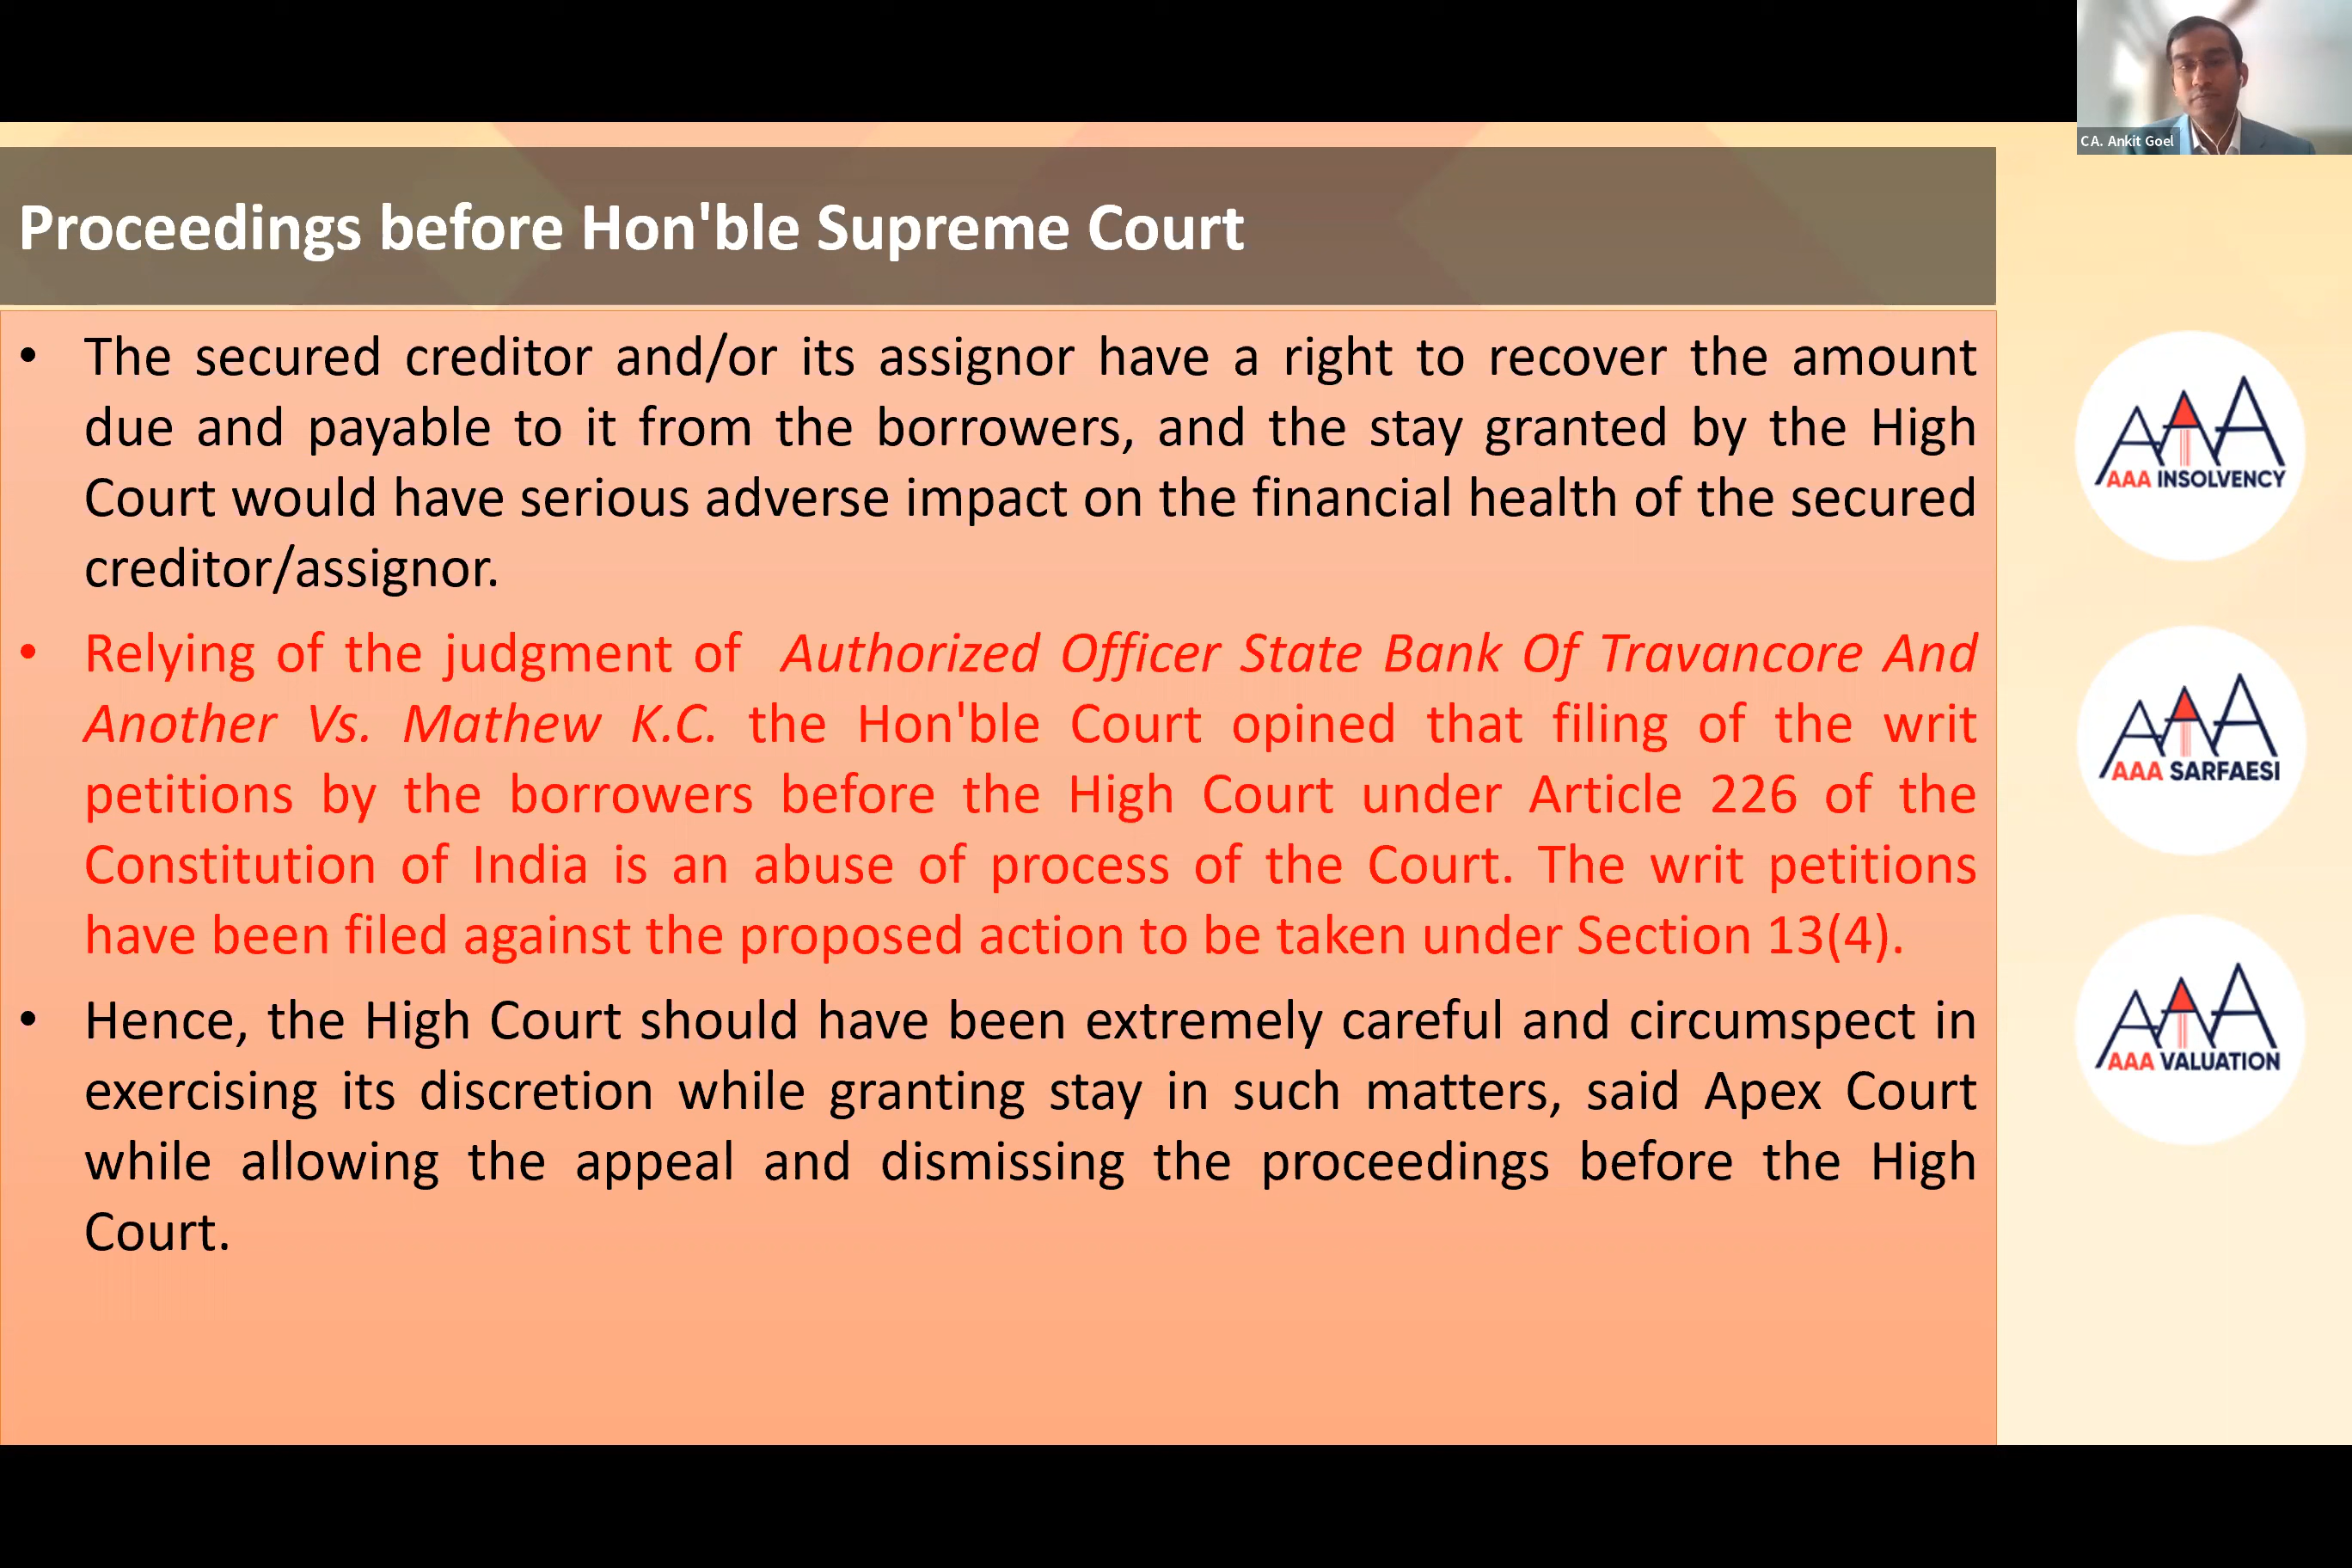 CA. Ankit Goel
Proceedings before Hon'ble Supreme Court
• The secured creditor and/or its assignor have a right to recover the amount
due and payable to it from the borrowers, and the stay granted by the High
Court would have serious adverse impact on the financial health of the secured
creditor/assignor.
• Relying of the judgment of Authorized Officer State Bank Of Travancore And
Another Vs. Mathew K.C. the Hon'ble Court opined that filing of the writ
petitions by the borrowers before the High Court under Article 226 of the
Constitution of India is an abuse of process of the Court. The writ petitions
have been filed against the proposed action to be taken under Section 13(4).
• Hence, the High Court should have been extremely careful and circumspect in
exercising its discretion while granting stay in such matters, said Apex Court
while allowing the appeal and dismissing the proceedings before the High
Court.
AAA
AAA INSOLVENCY
AAA
AAA SARFAESI
AAA
AAA VALUATION